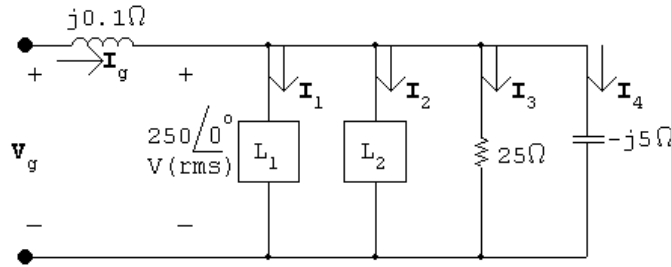 j0.1Ω
+ I_g +
I_1 I_2 I_3 I_4
250/0°
V(rms)
V_g
L_1
L_2
25Ω
-j5Ω
− −